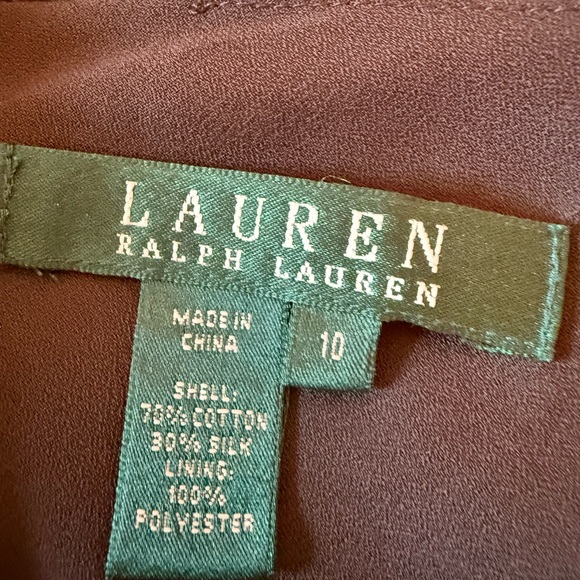 LAUREN
RALPH LAUREN
MADE IN
CHINA
10
SHELL:
70% COTTON
30% SILK
LINING:
100%
POLYESTER